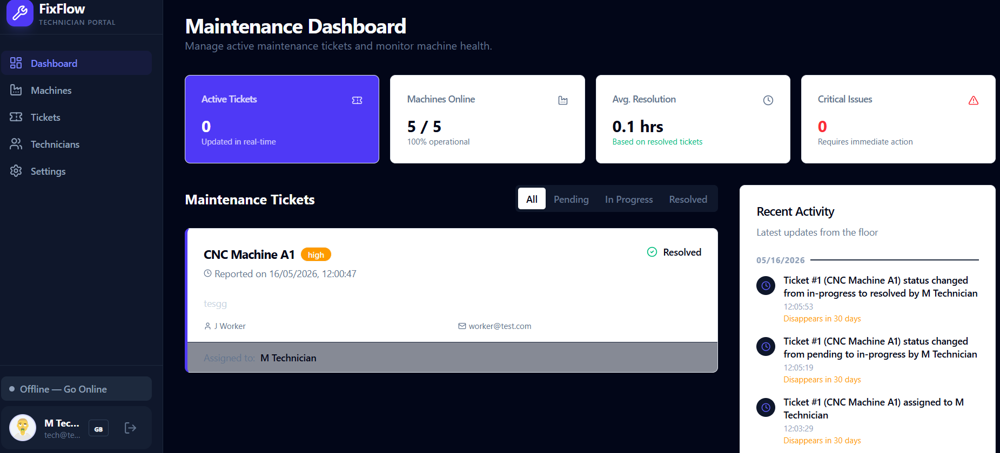 FixFlow
TECHNICIAN PORTAL
Dashboard
Machines
Tickets
Technicians
Settings
Offline — Go Online
M Tec...
tech@te...
GB
Maintenance Dashboard
Manage active maintenance tickets and monitor machine health.
Active Tickets
0
Updated in real-time
Machines Online
5 / 5
100% operational
Avg. Resolution
0.1 hrs
Based on resolved tickets
Critical Issues
0
Requires immediate action
Maintenance Tickets
All
Pending
In Progress
Resolved
CNC Machine A1
high
Resolved
Reported on 16/05/2026, 12:00:47
tesgg
J Worker
worker@test.com
Assigned to: M Technician
Recent Activity
Latest updates from the floor
05/16/2026
Ticket #1 (CNC Machine A1) status changed
from in-progress to resolved by M Technician
12:05:53
Disappears in 30 days
Ticket #1 (CNC Machine A1) status changed
from pending to in-progress by M Technician
12:05:19
Disappears in 30 days
Ticket #1 (CNC Machine A1) assigned to M
Technician
12:03:29
Disappears in 30 days